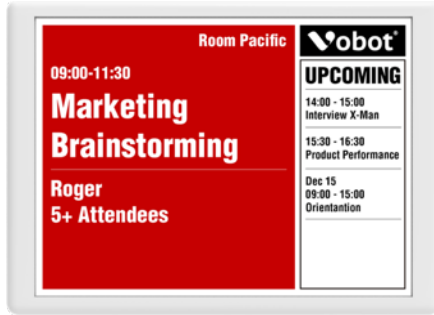 Room Pacific
09:00-11:30
Marketing
Brainstorming
Roger
5+ Attendees
Vobot
UPCOMING
14:00 - 15:00
Interview X-Man
15:30 - 16:30
Product Performance
Dec 15
09:00 - 15:00
Orientantion